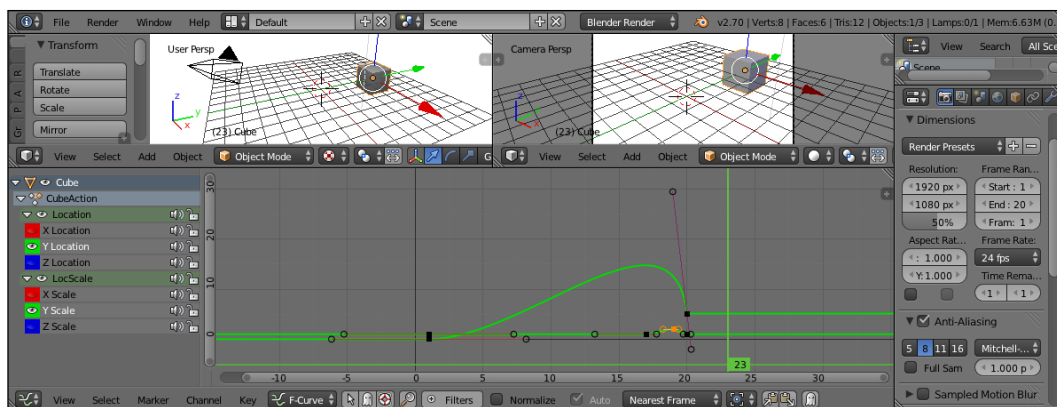 File Render Window Help Default Scene Blender Render v2.70 | Verts:8 | Faces:6 | Tris:12 | Objects:1/3 | Lamps:0/1 | Mem:6.63M (0.
Transform
Translate
Rotate
Scale
Mirror
R
A
P
Gr
User Persp
z
y
x
(23) Cube
Camera Persp
z
y
x
(23) Cube
View Select Add Object Object Mode G
View Select Add Object Object Mode
Cube
CubeAction
Location
X Location
Y Location
Z Location
LocScale
X Scale
Y Scale
Z Scale
30
20
10
0
-10 -5 0 5 10 15 20 23 30
View Select Marker Channel Key F-Curve Filters Normalize Auto Nearest Frame
View Search All Sce
Scene
Dimensions
Render Presets
Resolution: Frame Ran...
1920 px Start : 1
1080 px End : 20
50% Fram: 1
Aspect Rat... Frame Rate:
: 1.000 24 fps
Y: 1.000 Time Rema...
1 1
Anti-Aliasing
5 8 11 16 Mitchell-...
Full Sam 1.000 p
Sampled Motion Blur